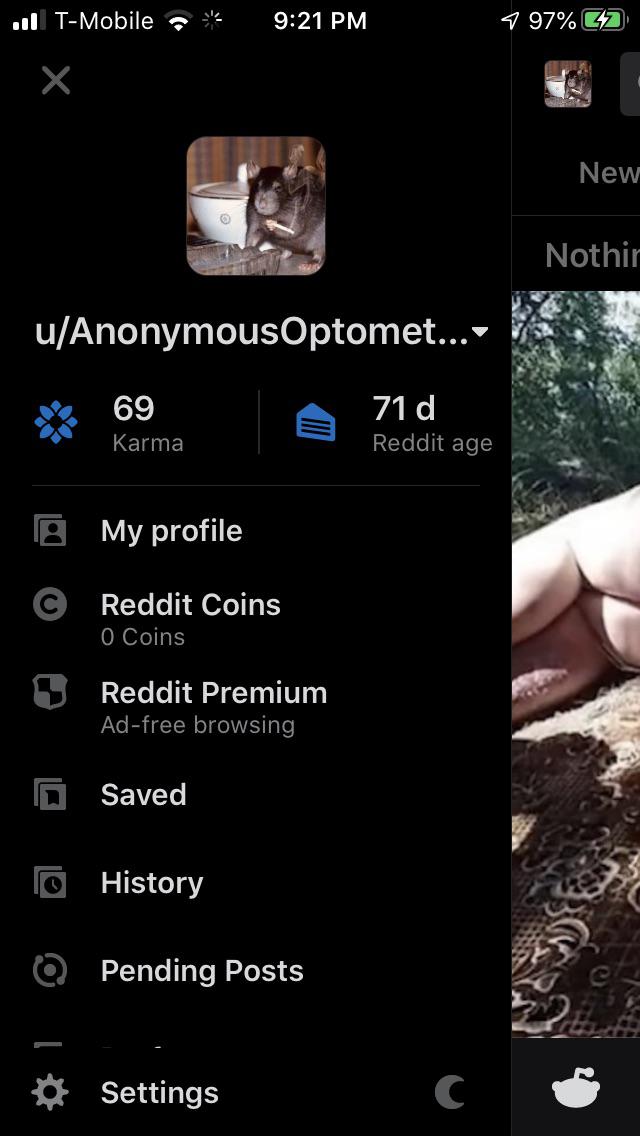 T-Mobile 9:21 PM 97%
u/AnonymousOptomet...
69
Karma
71 d
Reddit age
My profile
Reddit Coins
0 Coins
Reddit Premium
Ad-free browsing
Saved
History
Pending Posts
Settings
New
Nothin